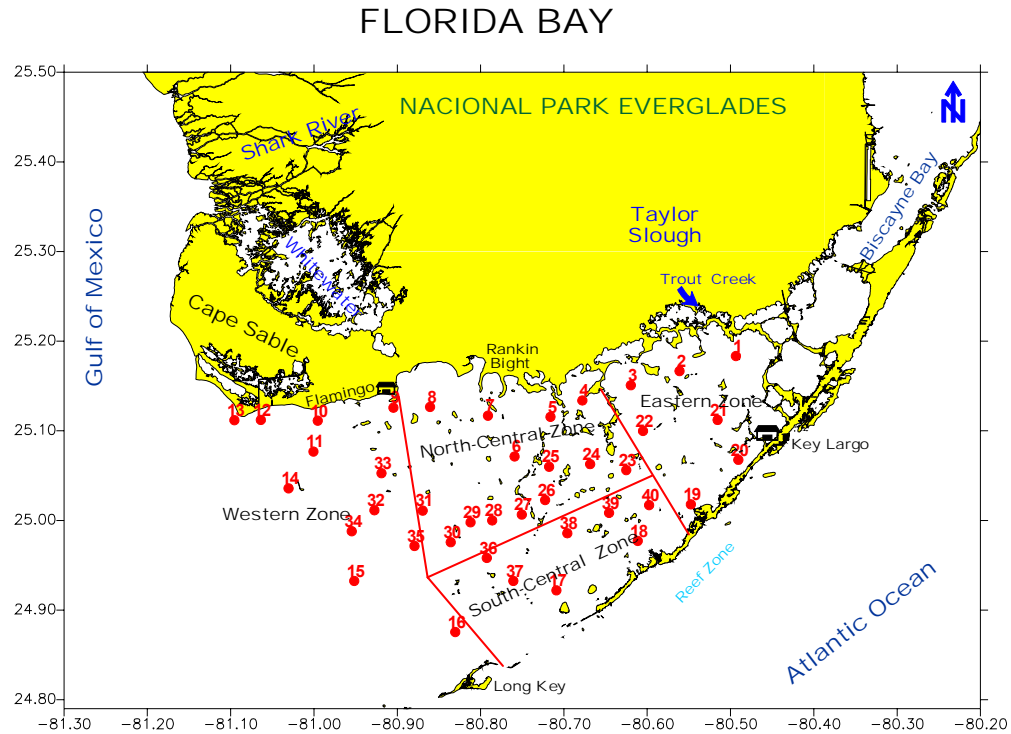 FLORIDA BAY
25.50
25.40
25.30
25.20
25.10
25.00
24.90
24.80
NACIONAL PARK EVERGLADES
N
Shark River
Gulf of Mexico
Whitewater
Cape Sable
Taylor
Slough
Trout Creek
Biscayne Bay
Rankin
Bight
Flamingo
Eastern Zone
North-Central Zone
Western Zone
South-Central Zone
Key Largo
Reef Zone
Atlantic Ocean
Long Key
1
2
3
4
5
6
7
8
9
10
11
12
13
14
15
16
17
18
19
20
21
22
23
24
25
26
27
28
29
30
31
32
33
34
35
36
37
38
39
40
−81.30
−81.20
−81.10
−81.00
−80.90
−80.80
−80.70
−80.60
−80.50
−80.40
−80.30
−80.20